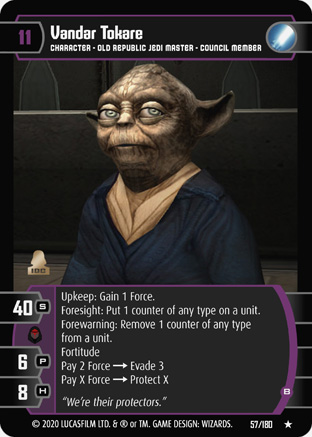 11
Vandar Tokare
CHARACTER • OLD REPUBLIC JEDI MASTER • COUNCIL MEMBER
IDC
40 S
6 P
8 H
Upkeep: Gain 1 Force.
Foresight: Put 1 counter of any type on a unit.
Forewarning: Remove 1 counter of any type
from a unit.
Fortitude
Pay 2 Force → Evade 3
Pay X Force → Protect X
“We’re their protectors.”
B
© 2020 LUCASFILM LTD. & ® or TM. GAME DESIGN: WIZARDS.
57/180 ★